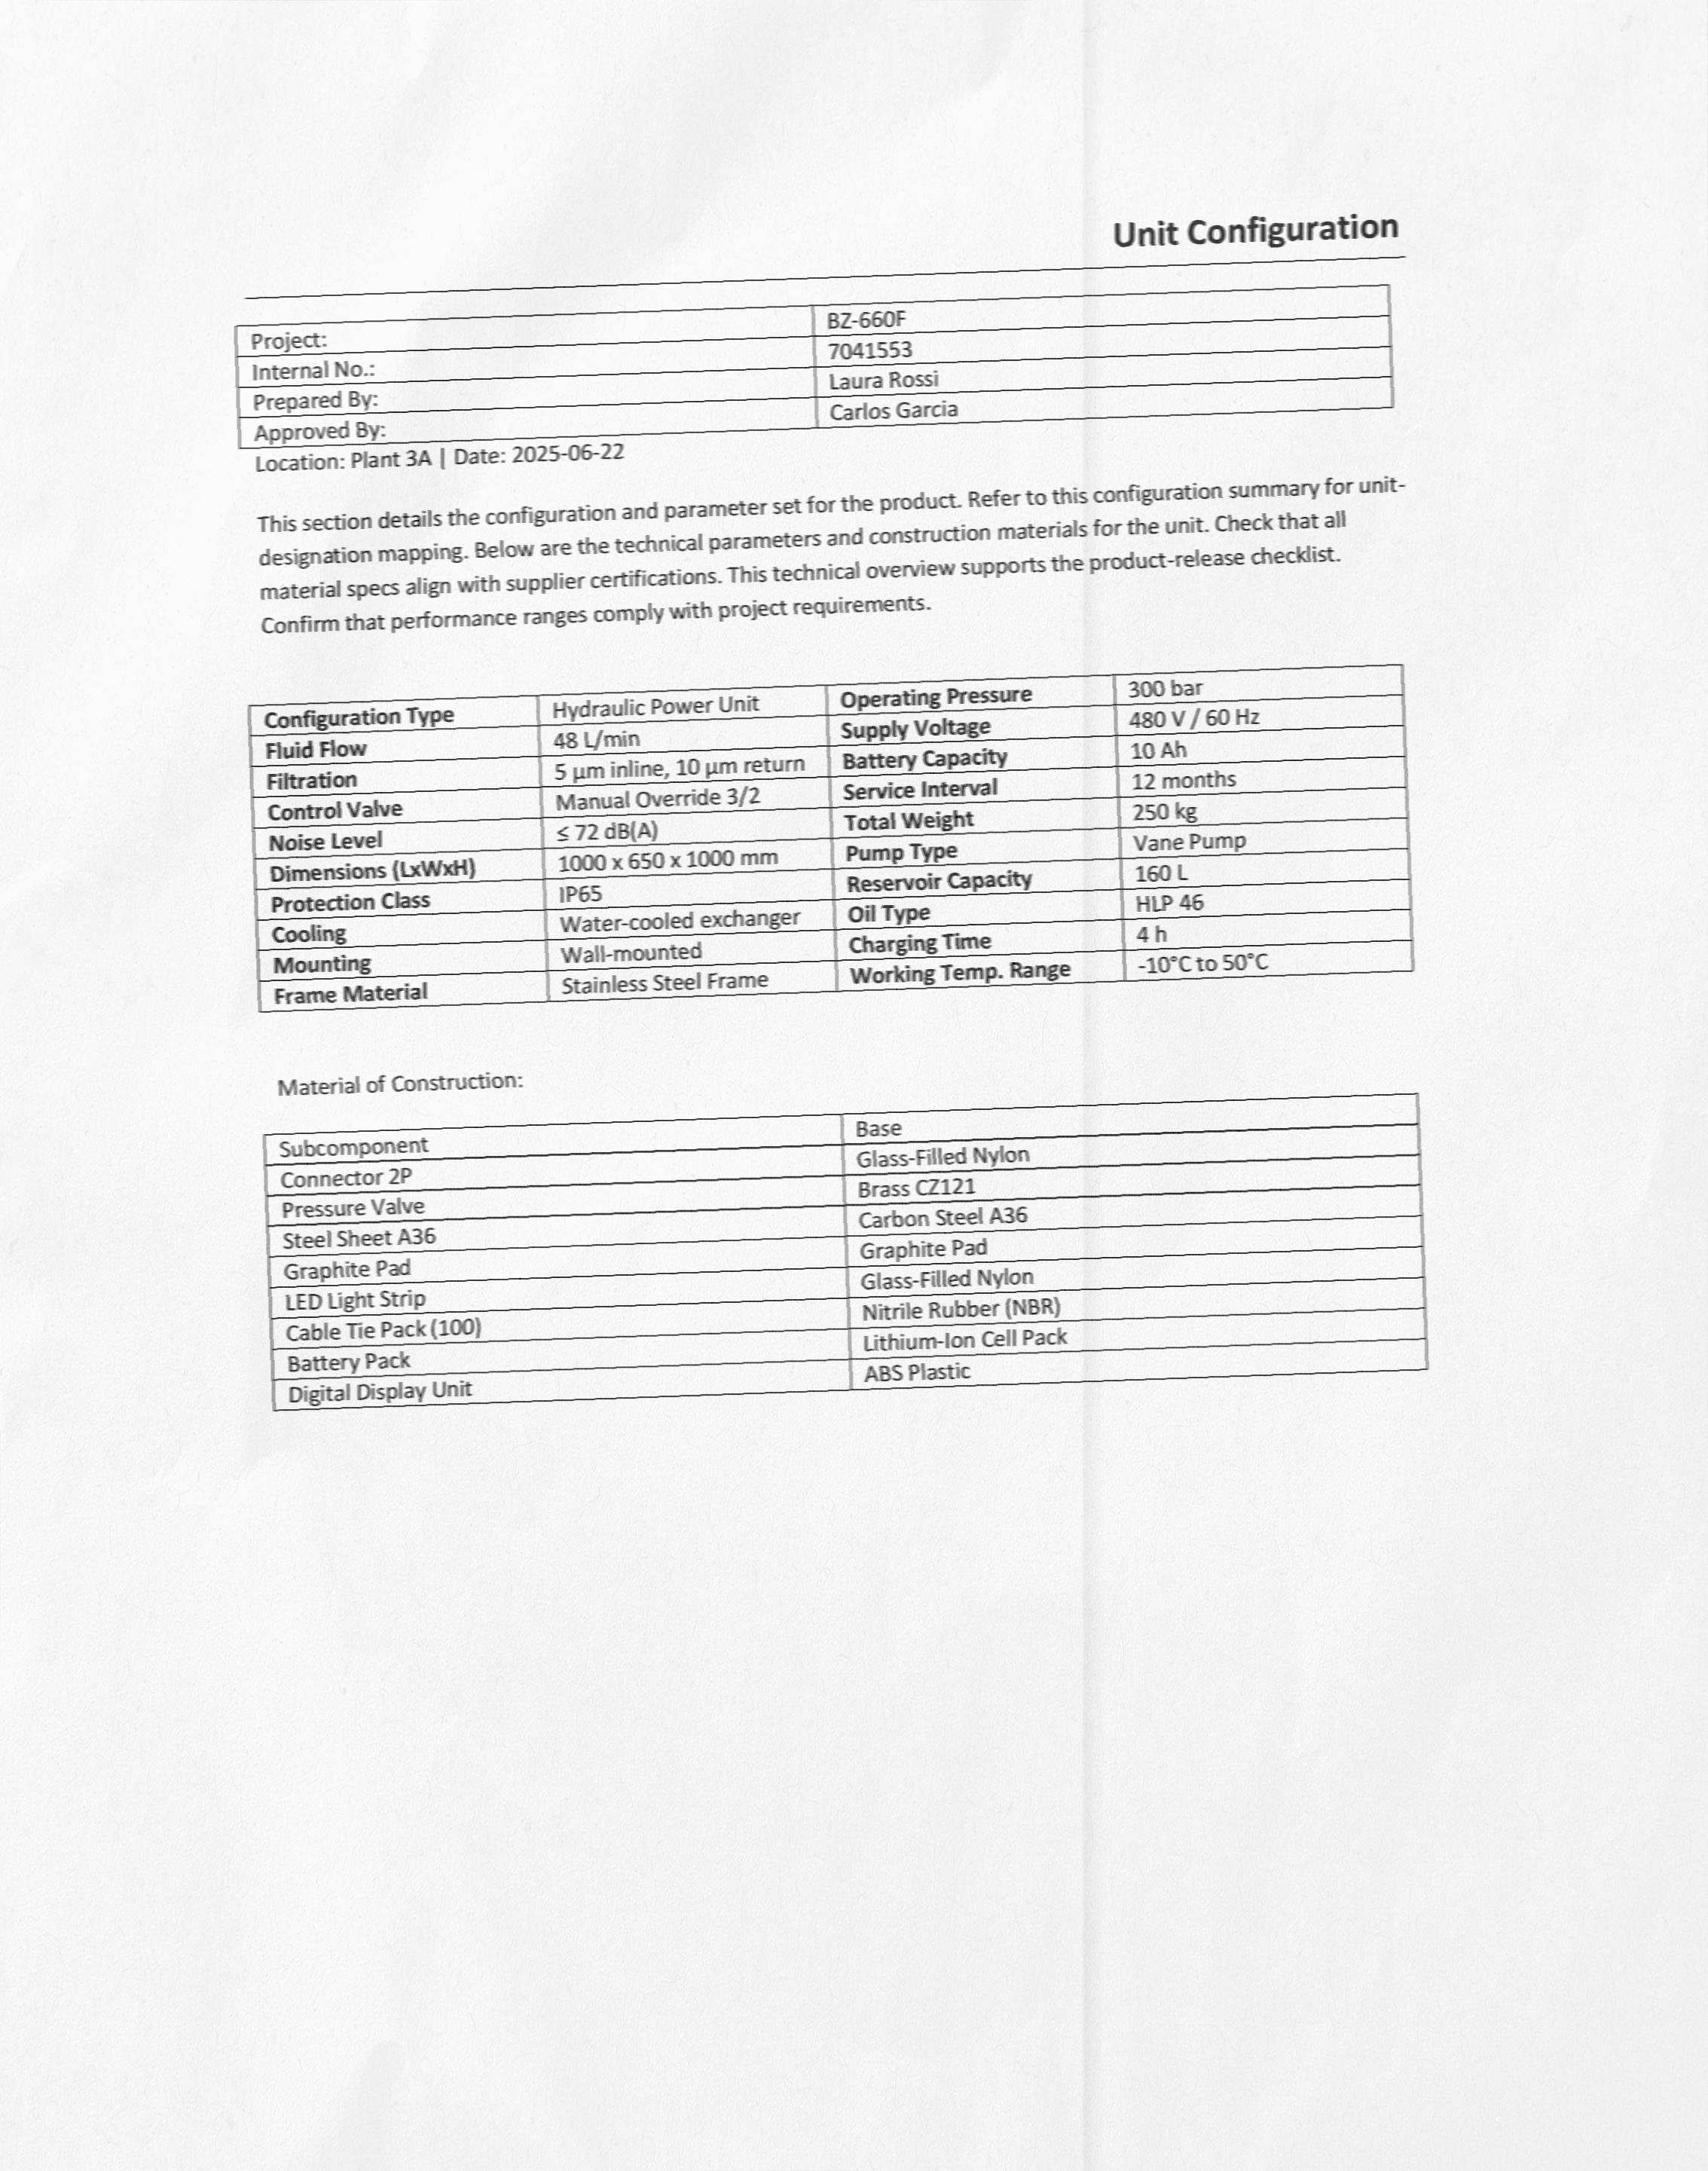 Unit Configuration
Project: BZ-660F
Internal No.: 7041553
Prepared By: Laura Rossi
Approved By: Carlos Garcia
Location: Plant 3A | Date: 2025-06-22
This section details the configuration and parameter set for the product. Refer to this configuration summary for unit-
designation mapping. Below are the technical parameters and construction materials for the unit. Check that all
material specs align with supplier certifications. This technical overview supports the product-release checklist.
Confirm that performance ranges comply with project requirements.
Configuration Type Hydraulic Power Unit Operating Pressure 300 bar
Fluid Flow 48 L/min Supply Voltage 480 V / 60 Hz
Filtration 5 µm inline, 10 µm return Battery Capacity 10 Ah
Control Valve Manual Override 3/2 Service Interval 12 months
Noise Level ≤ 72 dB(A) Total Weight 250 kg
Dimensions (LxWxH) 1000 x 650 x 1000 mm Pump Type Vane Pump
Protection Class IP65 Reservoir Capacity 160 L
Cooling Water-cooled exchanger Oil Type HLP 46
Mounting Wall-mounted Charging Time 4 h
Frame Material Stainless Steel Frame Working Temp. Range -10°C to 50°C
Material of Construction:
Subcomponent Base
Connector 2P Glass-Filled Nylon
Pressure Valve Brass CZ121
Steel Sheet A36 Carbon Steel A36
Graphite Pad Graphite Pad
LED Light Strip Glass-Filled Nylon
Cable Tie Pack (100) Nitrile Rubber (NBR)
Battery Pack Lithium-Ion Cell Pack
Digital Display Unit ABS Plastic